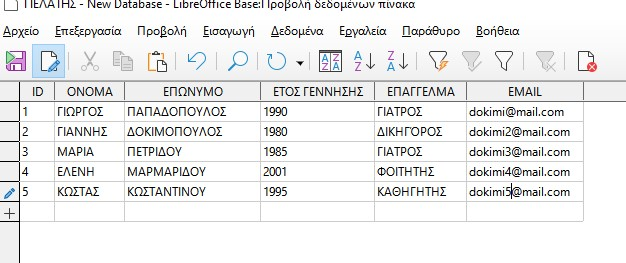 ΠΕΛΑΤΗΣ - New Database - LibreOffice Base:Προβολή δεδομένων πίνακα
Αρχείο Επεξεργασία Προβολή Εισαγωγή Δεδομένα Εργαλεία Παράθυρο Βοήθεια
ID ΟΝΟΜΑ ΕΠΩΝΥΜΟ ΕΤΟΣ ΓΕΝΝΗΣΗΣ ΕΠΑΓΓΕΛΜΑ EMAIL
1 ΓΙΩΡΓΟΣ ΠΑΠΑΔΟΠΟΥΛΟΣ 1990 ΓΙΑΤΡΟΣ dokimi@mail.com
2 ΓΙΑΝΝΗΣ ΔΟΚΙΜΟΠΟΥΛΟΣ 1980 ΔΙΚΗΓΟΡΟΣ dokimi2@mail.com
3 ΜΑΡΙΑ ΠΕΤΡΙΔΟΥ 1985 ΓΙΑΤΡΟΣ dokimi3@mail.com
4 ΕΛΕΝΗ ΜΑΡΜΑΡΙΔΟΥ 2001 ΦΟΙΤΗΤΗΣ dokimi4@mail.com
5 ΚΩΣΤΑΣ ΚΩΣΤΑΝΤΙΝΟΥ 1995 ΚΑΘΗΓΗΤΗΣ dokimi5@mail.com